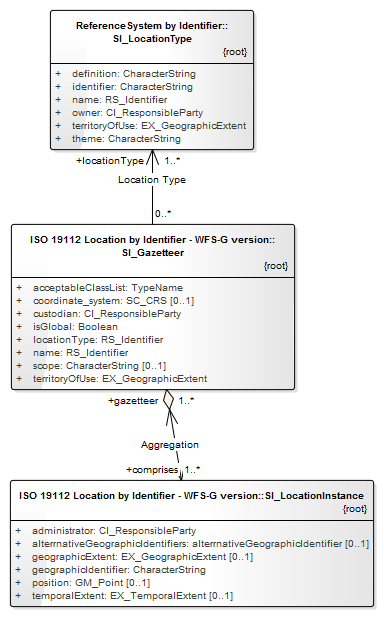 ReferenceSystem by Identifier::
SI_LocationType
{root}
+ definition: CharacterString
+ identifier: CharacterString
+ name: RS_Identifier
+ owner: CI_ResponsibleParty
+ territoryOfUse: EX_GeographicExtent
+ theme: CharacterString
+locationType 1..*
Location Type
0..*
ISO 19112 Location by Identifier - WFS-G version::
SI_Gazetteer
{root}
+ acceptableClassList: TypeName
+ coordinate_system: SC_CRS [0..1]
+ custodian: CI_ResponsibleParty
+ isGlobal: Boolean
+ locationType: RS_Identifier
+ name: RS_Identifier
+ scope: CharacterString [0..1]
+ territoryOfUse: EX_GeographicExtent
+gazetteer 1..*
Aggregation
+comprises 1..*
ISO 19112 Location by Identifier - WFS-G version::SI_LocationInstance
{root}
+ administrator: CI_ResponsibleParty
+ alternativeGeographicIdentifiers: alternativeGeographicIdentifier [0..1]
+ geographicExtent: EX_GeographicExtent [0..1]
+ geographicIdentifier: CharacterString
+ position: GM_Point [0..1]
+ temporalExtent: EX_TemporalExtent [0..1]